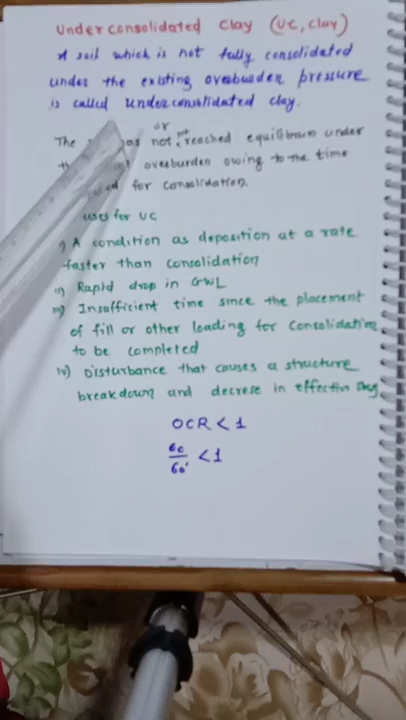 Under consolidated Clay (UC, clay)
A soil which is not fully consolidated
under the existing overburden pressure
is called underconsolidated clay.
or
The has not yet reached equilibrium under
overburden owing to the time
for consolidation.
uses for UC
i) A condition as deposition at a rate
faster than consolidation
ii) Rapid drop in GWL
iii) Insufficient time since the placement
of fill or other loading for consolidation
to be completed
iv) Disturbance that causes a structure
breakdown and decrese in effective
OCR < 1
σc / σo' < 1